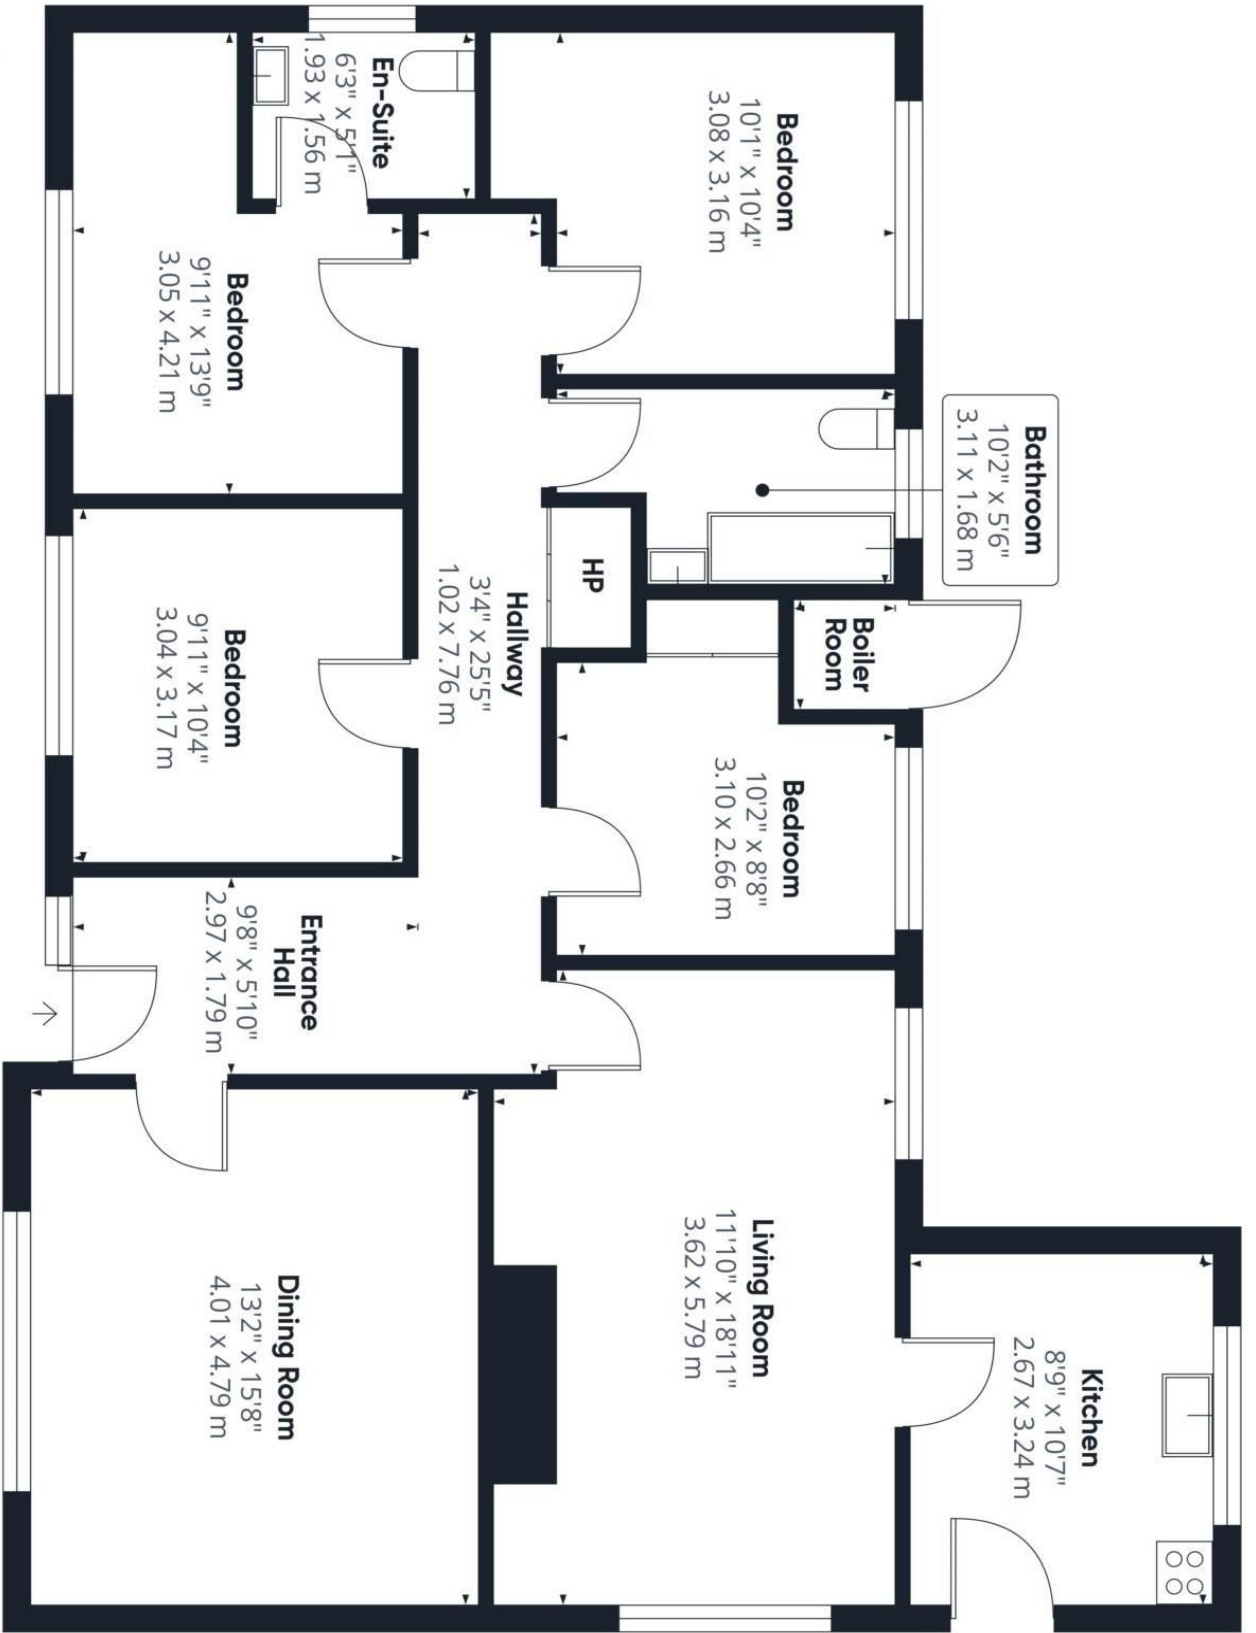 Bedroom
10'1" x 10'4"
3.08 x 3.16 m
Bathroom
10'2" x 5'6"
3.11 x 1.68 m
Boiler
Room
Bedroom
10'2" x 8'8"
3.10 x 2.66 m
Kitchen
8'9" x 10'7"
2.67 x 3.24 m
Living Room
11'10" x 18'11"
3.62 x 5.79 m
HP
Hallway
3'4" x 25'5"
1.02 x 7.76 m
En-Suite
6'3" x 5'1"
1.93 x 1.56 m
Bedroom
9'11" x 13'9"
3.05 x 4.21 m
Bedroom
9'11" x 10'4"
3.04 x 3.17 m
Entrance
Hall
9'8" x 5'10"
2.97 x 1.79 m
Dining Room
13'2" x 15'8"
4.01 x 4.79 m